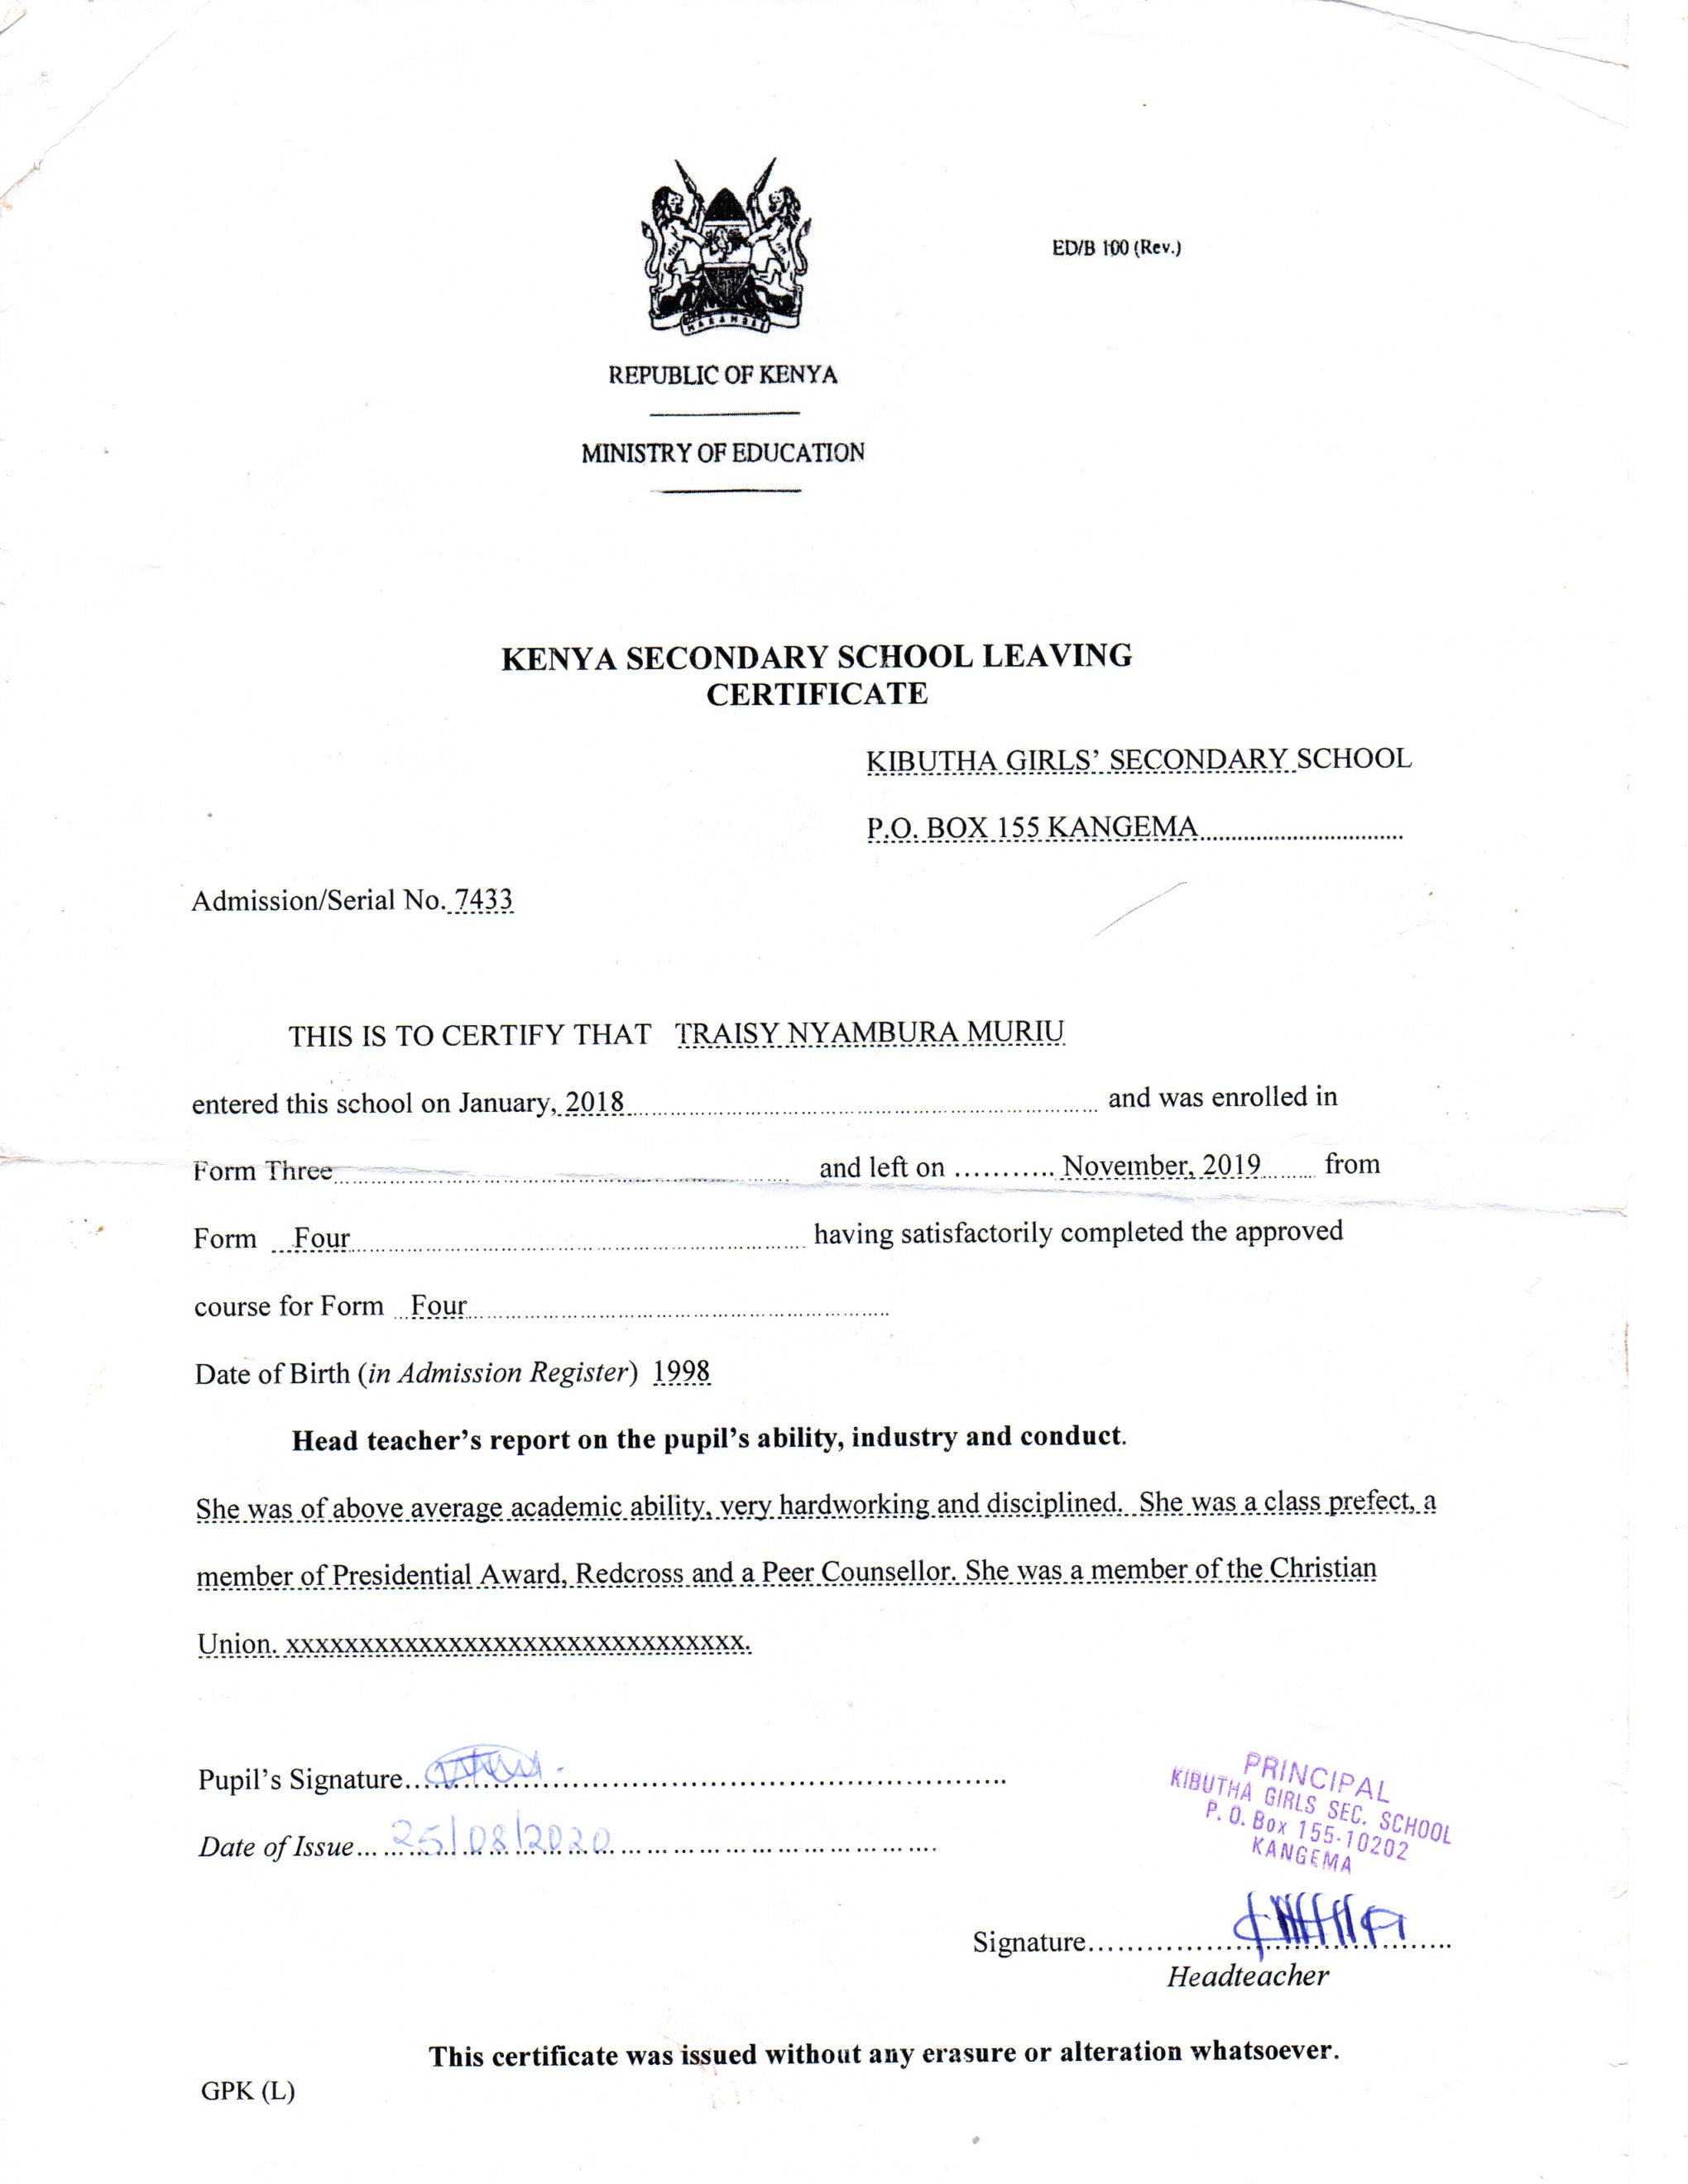 HARAMBEE
ED/B 100 (Rev.)
REPUBLIC OF KENYA
MINISTRY OF EDUCATION
KENYA SECONDARY SCHOOL LEAVING
CERTIFICATE
KIBUTHA GIRLS’ SECONDARY SCHOOL
P.O. BOX 155 KANGEMA
Admission/Serial No. 7433
THIS IS TO CERTIFY THAT TRAISY NYAMBURA MURIU
entered this school on January, 2018 and was enrolled in
Form Three and left on ........... November, 2019 from
Form Four having satisfactorily completed the approved
course for Form Four
Date of Birth (in Admission Register) 1998
Head teacher’s report on the pupil’s ability, industry and conduct.
She was of above average academic ability, very hardworking and disciplined. She was a class prefect, a
member of Presidential Award, Redcross and a Peer Counsellor. She was a member of the Christian
Union. xxxxxxxxxxxxxxxxxxxxxxxxxxxxxxx.
Pupil’s Signature
Date of Issue 25/08/2020
PRINCIPAL
KIBUTHA GIRLS SEC. SCHOOL
P. O. Box 155-10202
KANGEMA
Signature
Headteacher
This certificate was issued without any erasure or alteration whatsoever.
GPK (L)